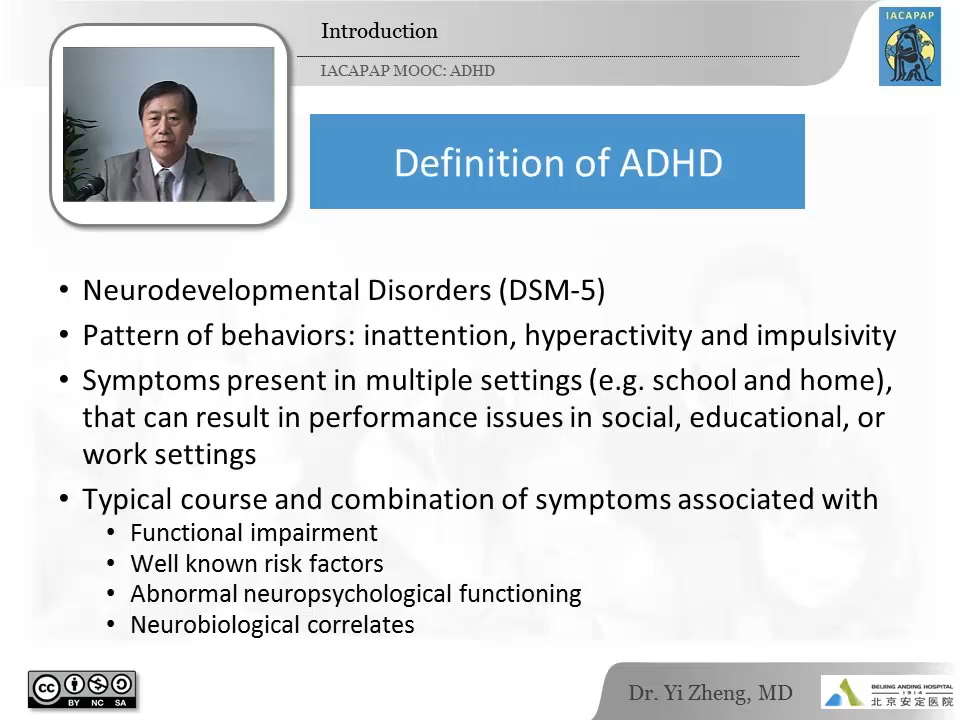 Introduction
IACAPAP MOOC: ADHD
IACAPAP
Definition of ADHD
• Neurodevelopmental Disorders (DSM-5)
• Pattern of behaviors: inattention, hyperactivity and impulsivity
• Symptoms present in multiple settings (e.g. school and home),
that can result in performance issues in social, educational, or
work settings
• Typical course and combination of symptoms associated with
• Functional impairment
• Well known risk factors
• Abnormal neuropsychological functioning
• Neurobiological correlates
cc
BY NC SA
Dr. Yi Zheng, MD
BEIJING ANDING HOSPITAL
1914
北京安定医院